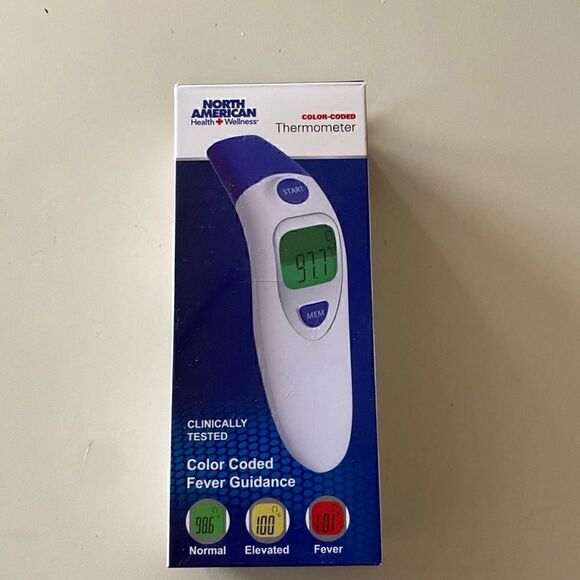 NORTH
AMERICAN
Health + Wellness
COLOR-CODED
Thermometer
START
97.7°
MEM
CLINICALLY
TESTED
Color Coded
Fever Guidance
98.6
100
101
Normal
Elevated
Fever